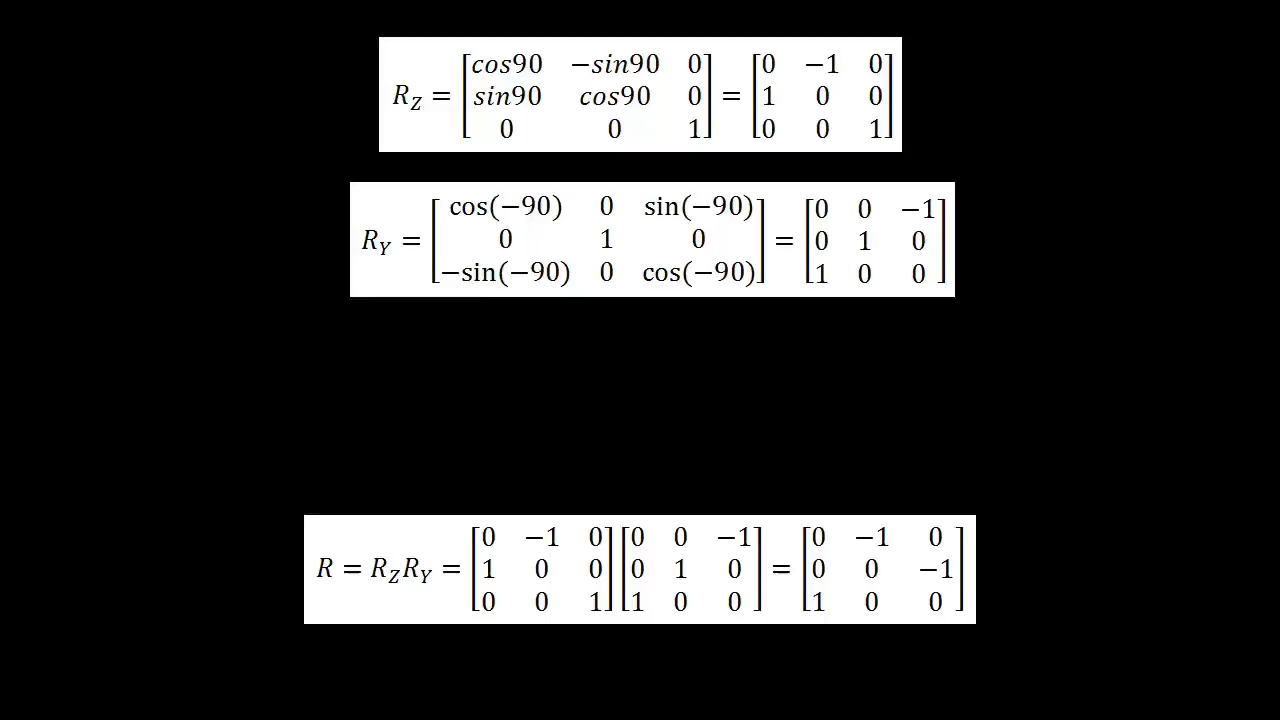 R_Z = [cos90 −sin90 0; sin90 cos90 0; 0 0 1] = [0 −1 0; 1 0 0; 0 0 1]
R_Y = [cos(−90) 0 sin(−90); 0 1 0; −sin(−90) 0 cos(−90)] = [0 0 −1; 0 1 0; 1 0 0]
R = R_Z R_Y = [0 −1 0; 1 0 0; 0 0 1] [0 0 −1; 0 1 0; 1 0 0] = [0 −1 0; 0 0 −1; 1 0 0]